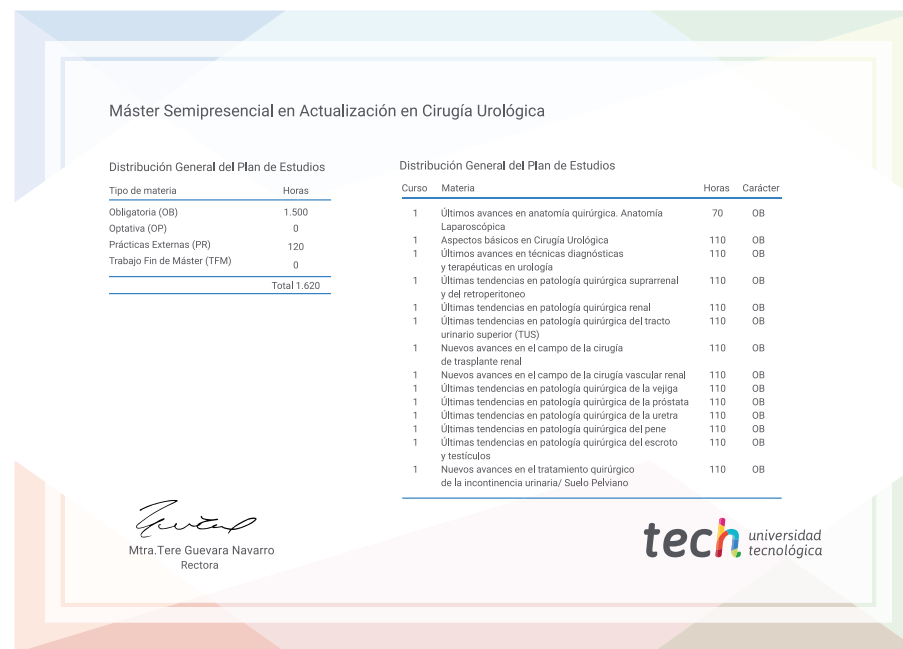 Máster Semipresencial en Actualización en Cirugía Urológica
Distribución General del Plan de Estudios
Tipo de materia Horas
Obligatoria (OB) 1.500
Optativa (OP) 0
Prácticas Externas (PR) 120
Trabajo Fin de Máster (TFM) 0
Total 1.620
Distribución General del Plan de Estudios
Curso Materia Horas Carácter
1 Últimos avances en anatomía quirúrgica. Anatomía 70 OB
Laparoscópica
1 Aspectos básicos en Cirugía Urológica 110 OB
1 Últimos avances en técnicas diagnósticas 110 OB
y terapéuticas en urología
1 Últimas tendencias en patología quirúrgica suprarrenal 110 OB
y del retroperitoneo
1 Últimas tendencias en patología quirúrgica renal 110 OB
1 Últimas tendencias en patología quirúrgica del tracto 110 OB
urinario superior (TUS)
1 Nuevos avances en el campo de la cirugía 110 OB
de trasplante renal
1 Nuevos avances en el campo de la cirugía vascular renal 110 OB
1 Últimas tendencias en patología quirúrgica de la vejiga 110 OB
1 Últimas tendencias en patología quirúrgica de la próstata 110 OB
1 Últimas tendencias en patología quirúrgica de la uretra 110 OB
1 Últimas tendencias en patología quirúrgica del pene 110 OB
1 Últimas tendencias en patología quirúrgica del escroto 110 OB
y testículos
1 Nuevos avances en el tratamiento quirúrgico 110 OB
de la incontinencia urinaria/ Suelo Pelviano
Mtra.Tere Guevara Navarro
Rectora
tech universidad
tecnológica